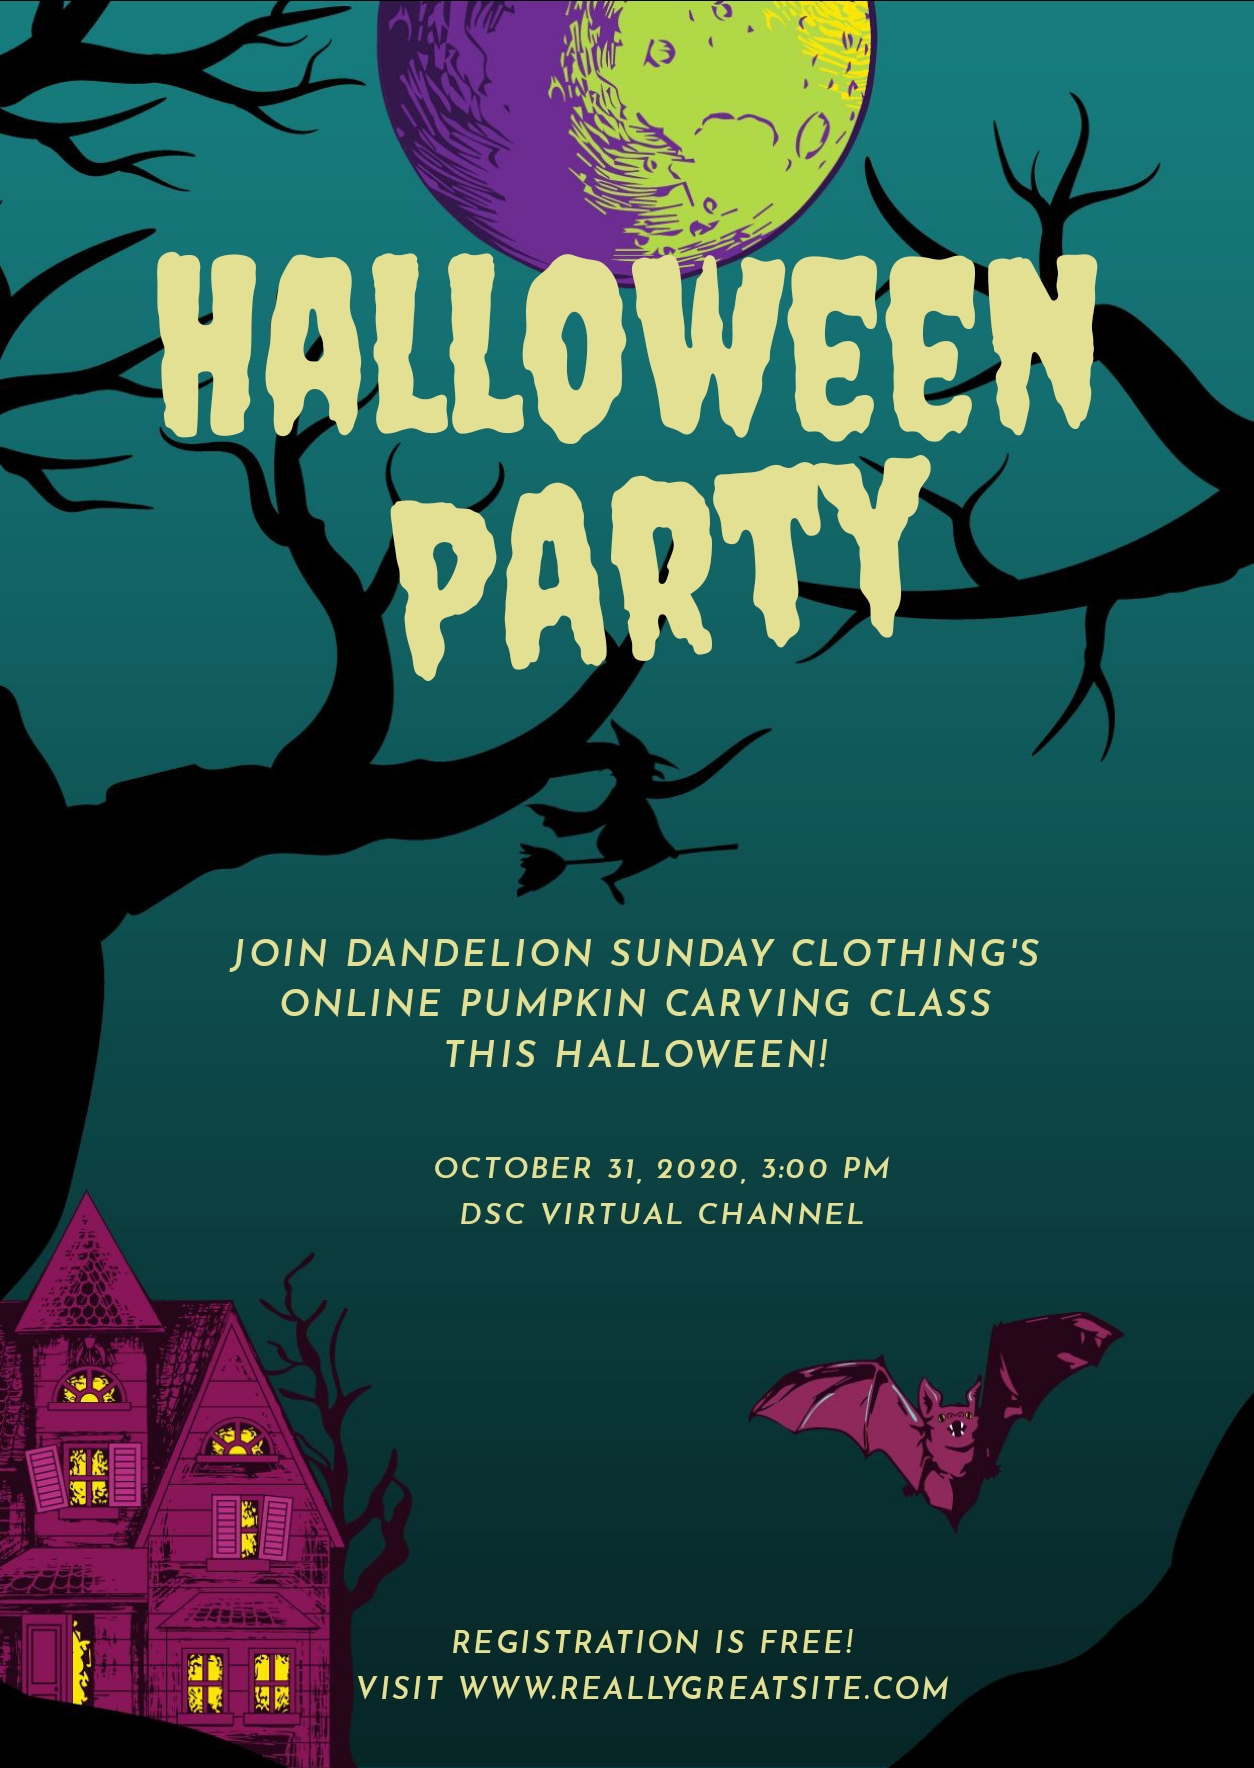 HALLOWEEN
PARTY
JOIN DANDELION SUNDAY CLOTHING'S
ONLINE PUMPKIN CARVING CLASS
THIS HALLOWEEN!
OCTOBER 31, 2020, 3:00 PM
DSC VIRTUAL CHANNEL
REGISTRATION IS FREE!
VISIT WWW.REALLYGREATSITE.COM